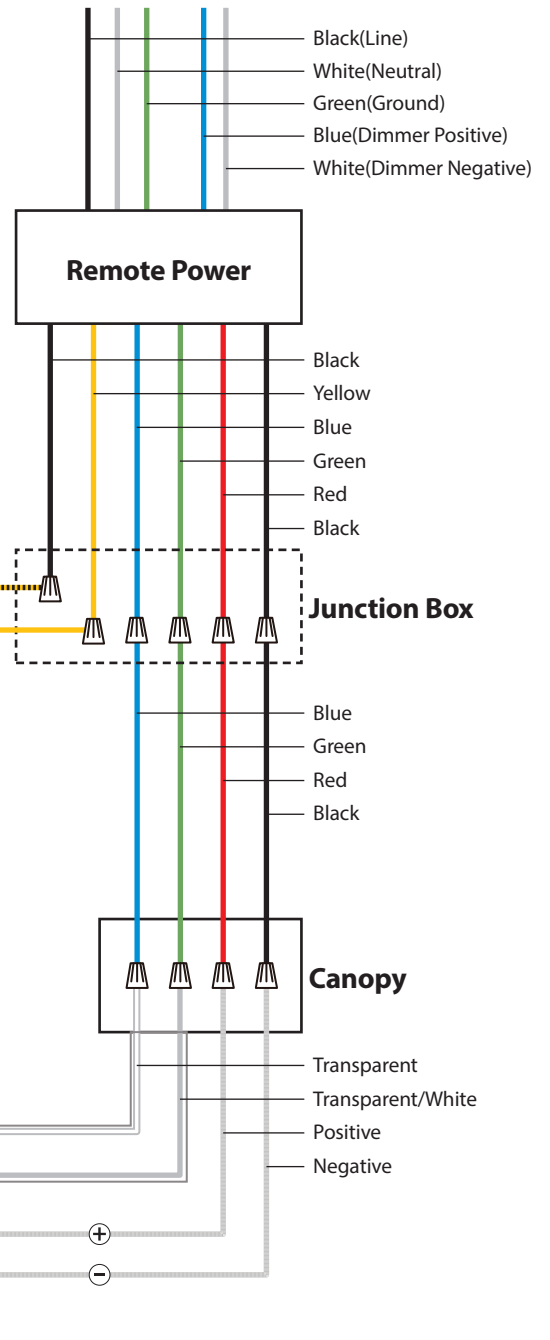 Black(Line)
White(Neutral)
Green(Ground)
Blue(Dimmer Positive)
White(Dimmer Negative)
Remote Power
Black
Yellow
Blue
Green
Red
Black
Junction Box
Blue
Green
Red
Black
Canopy
Transparent
Transparent/White
Positive
Negative
+
−